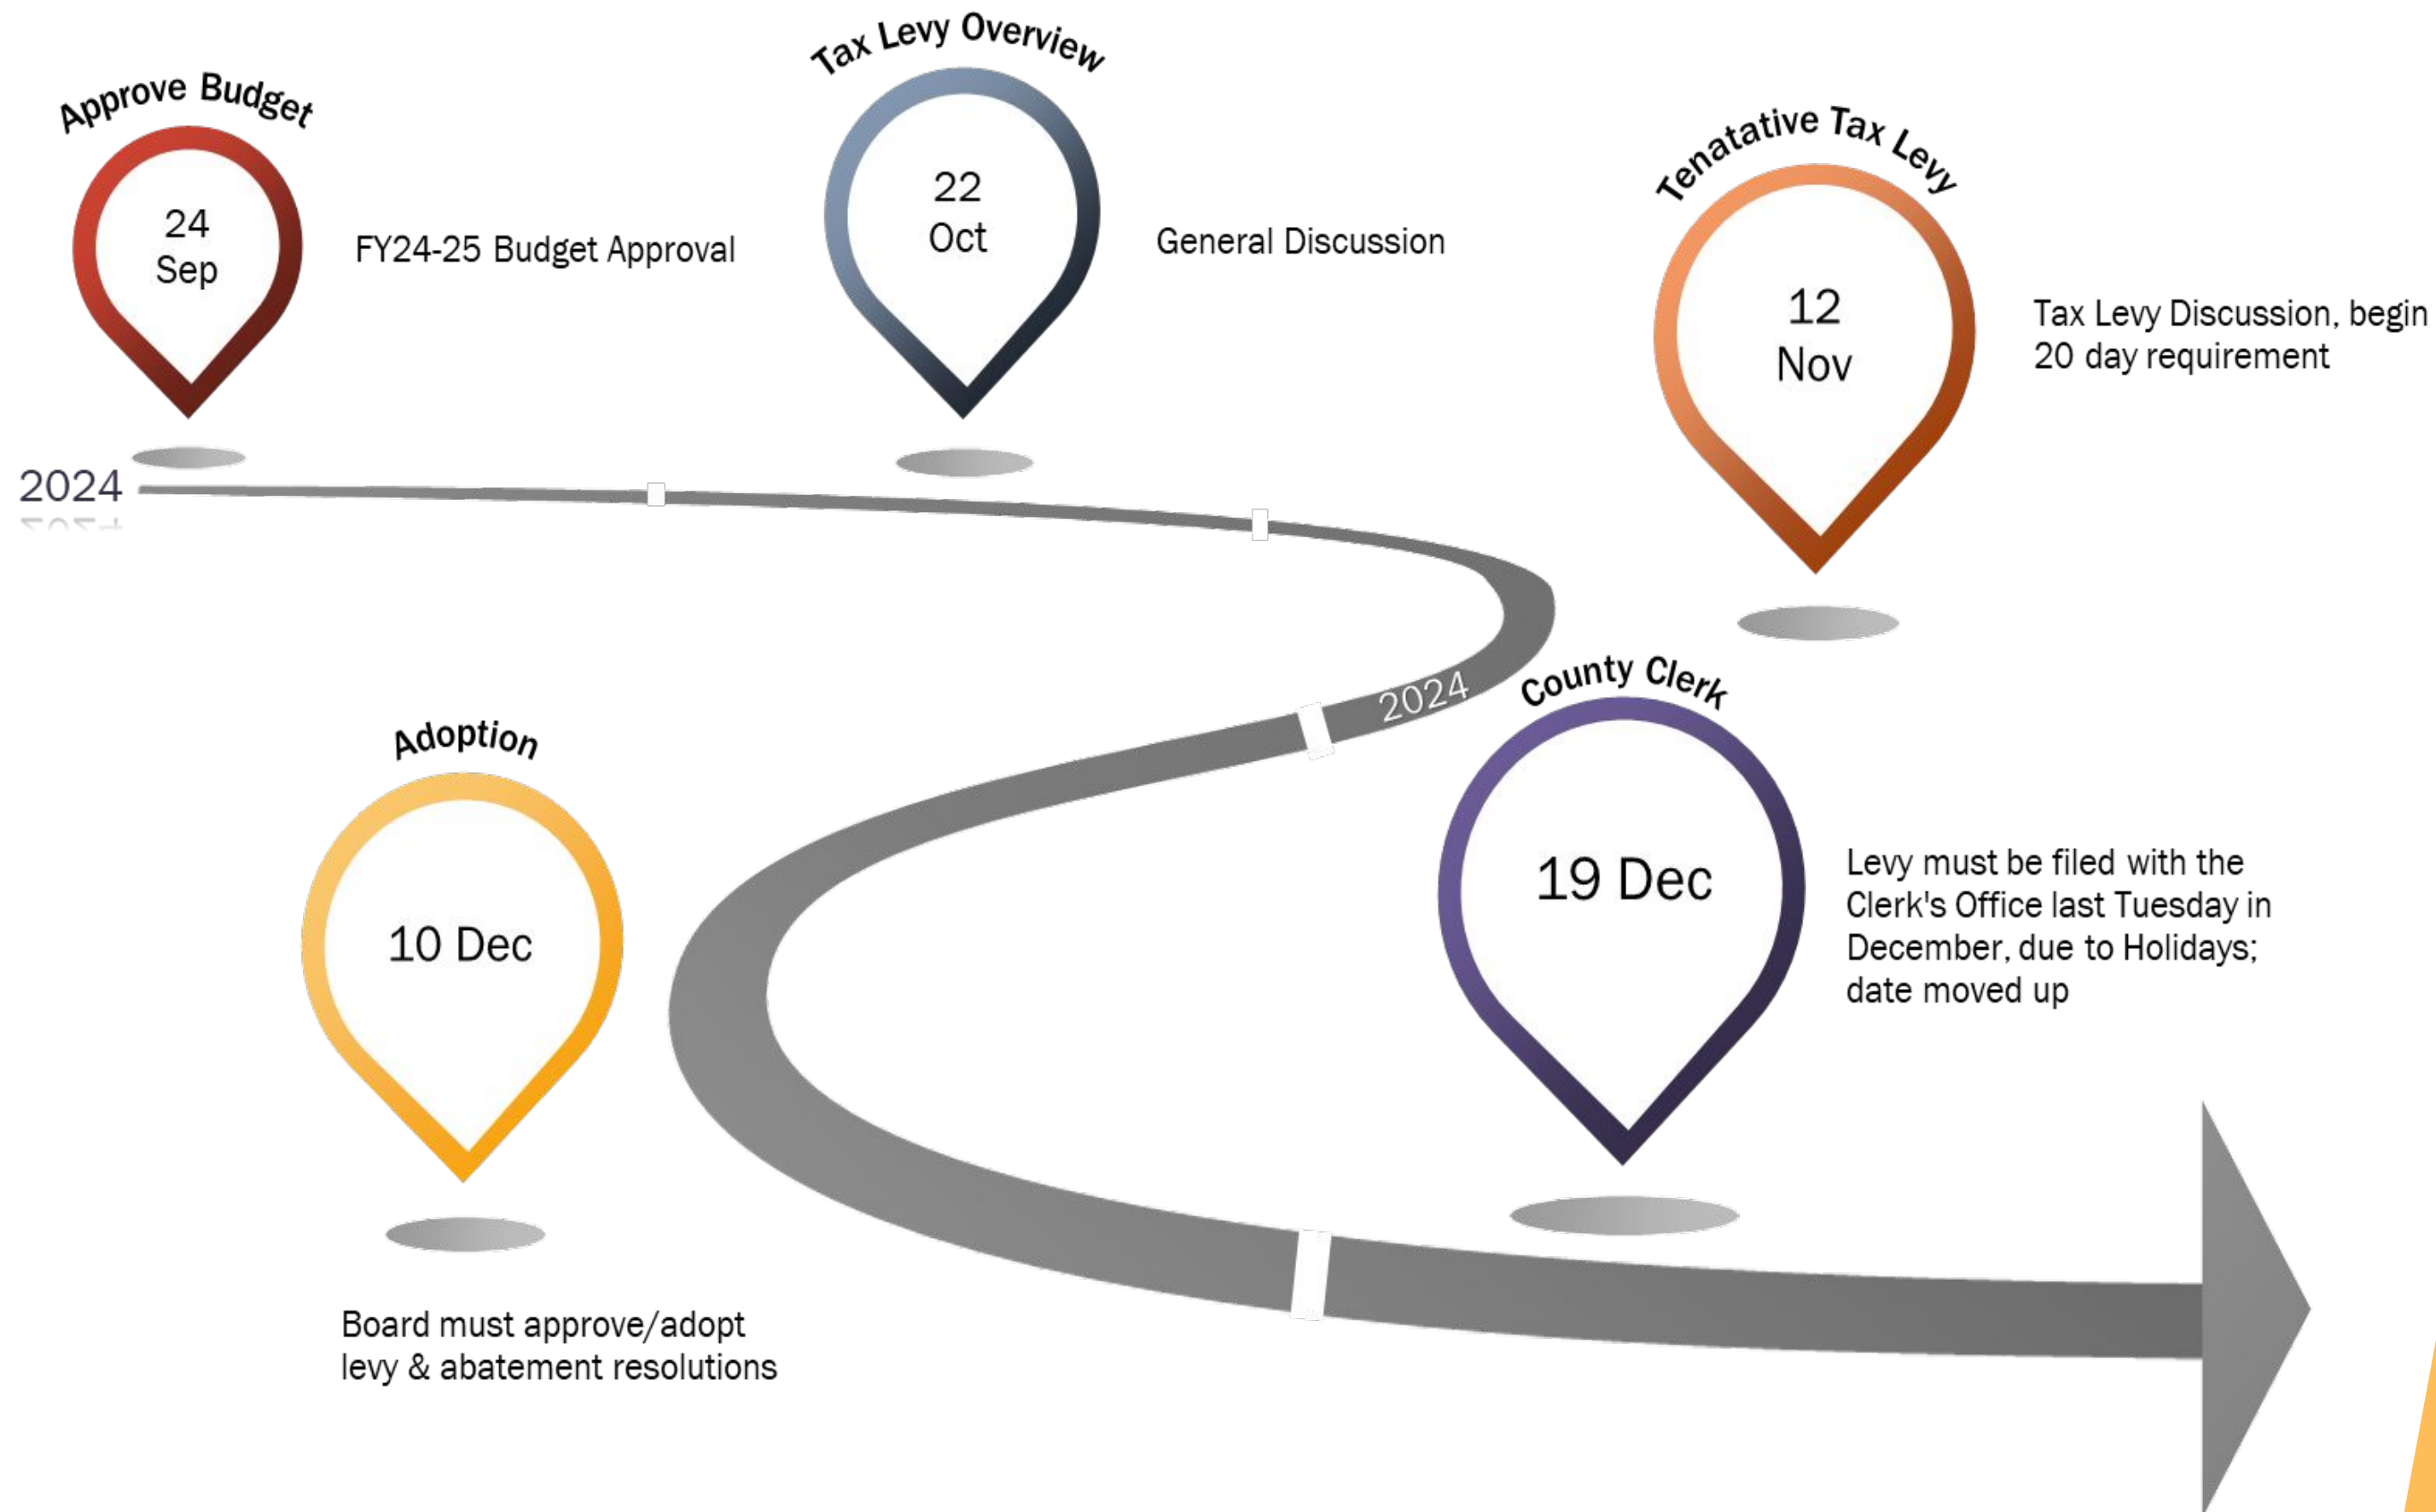 Approve Budget
24
Sep
FY24-25 Budget Approval
Tax Levy Overview
22
Oct
General Discussion
Tenatative Tax Levy
12
Nov
Tax Levy Discussion, begin
20 day requirement
2024
2024
Adoption
10 Dec
Board must approve/adopt
levy & abatement resolutions
County Clerk
19 Dec
Levy must be filed with the
Clerk's Office last Tuesday in
December, due to Holidays;
date moved up